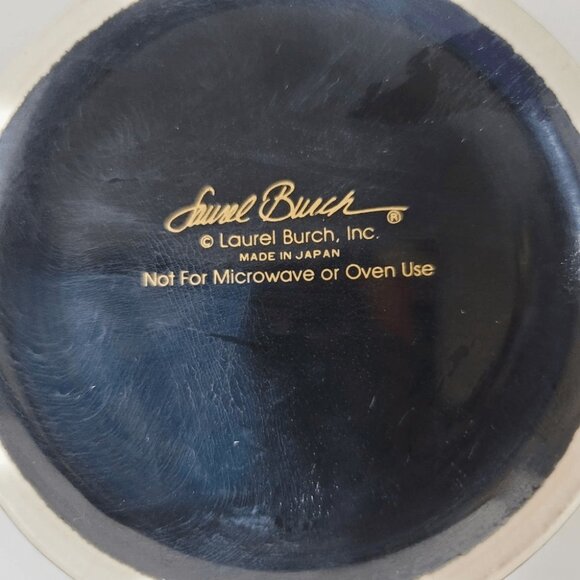 Laurel Burch ®
© Laurel Burch, Inc.
MADE IN JAPAN
Not For Microwave or Oven Use